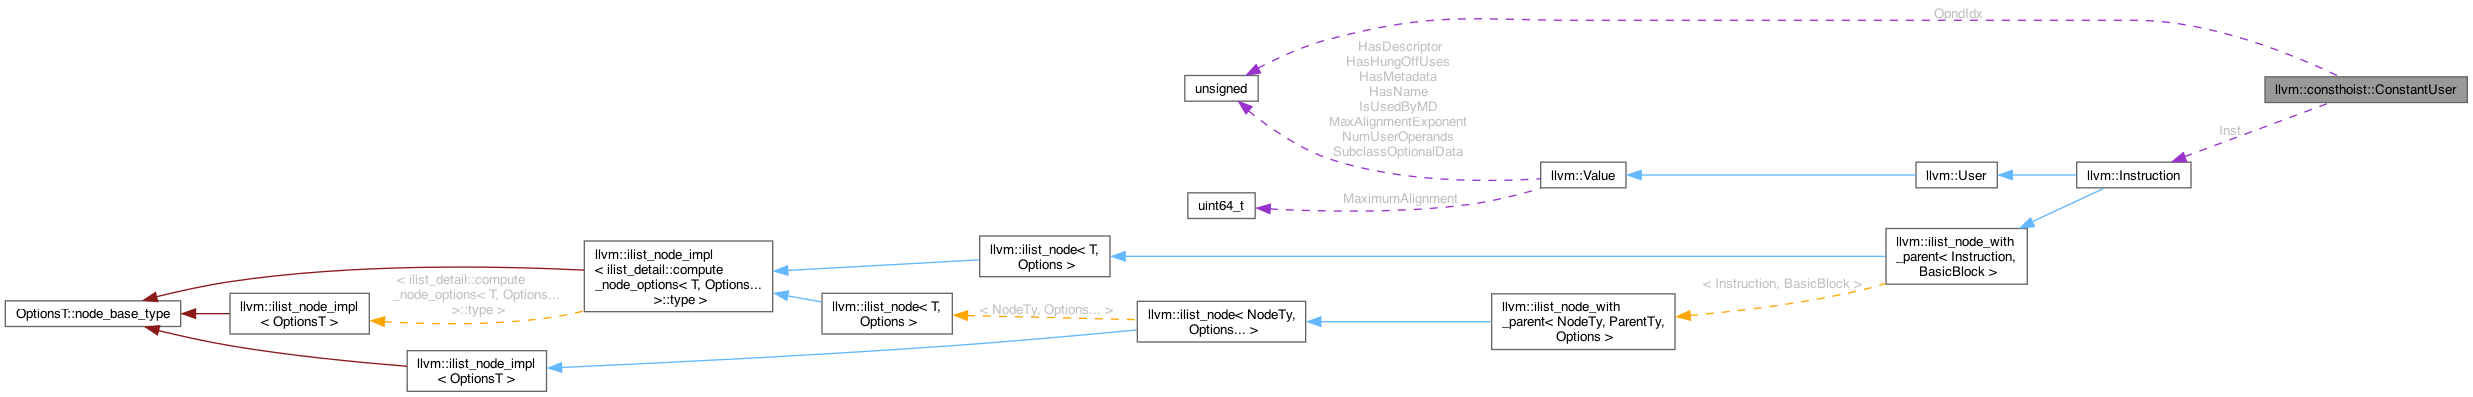 OpndIdx
HasDescriptor
HasHungOffUses
HasMetadata
HasName
IsUsedByMD
MaxAlignmentExponent
NumUserOperands
SubclassOptionalData
unsigned
llvm::consthoist::ConstantUser
Inst
llvm::Value
llvm::User
llvm::Instruction
uint64_t
MaximumAlignment
llvm::ilist_node_impl
< ilist_detail::compute
_node_options< T, Options...
>::type >
llvm::ilist_node< T,
Options >
llvm::ilist_node_with
_parent< Instruction,
BasicBlock >
< ilist_detail::compute
_node_options< T, Options...
>::type >
< Instruction, BasicBlock >
OptionsT::node_base_type
llvm::ilist_node_impl
< OptionsT >
llvm::ilist_node< T,
Options >
< NodeTy, Options... >
llvm::ilist_node< NodeTy,
Options... >
llvm::ilist_node_with
_parent< NodeTy, ParentTy,
Options >
llvm::ilist_node_impl
< OptionsT >